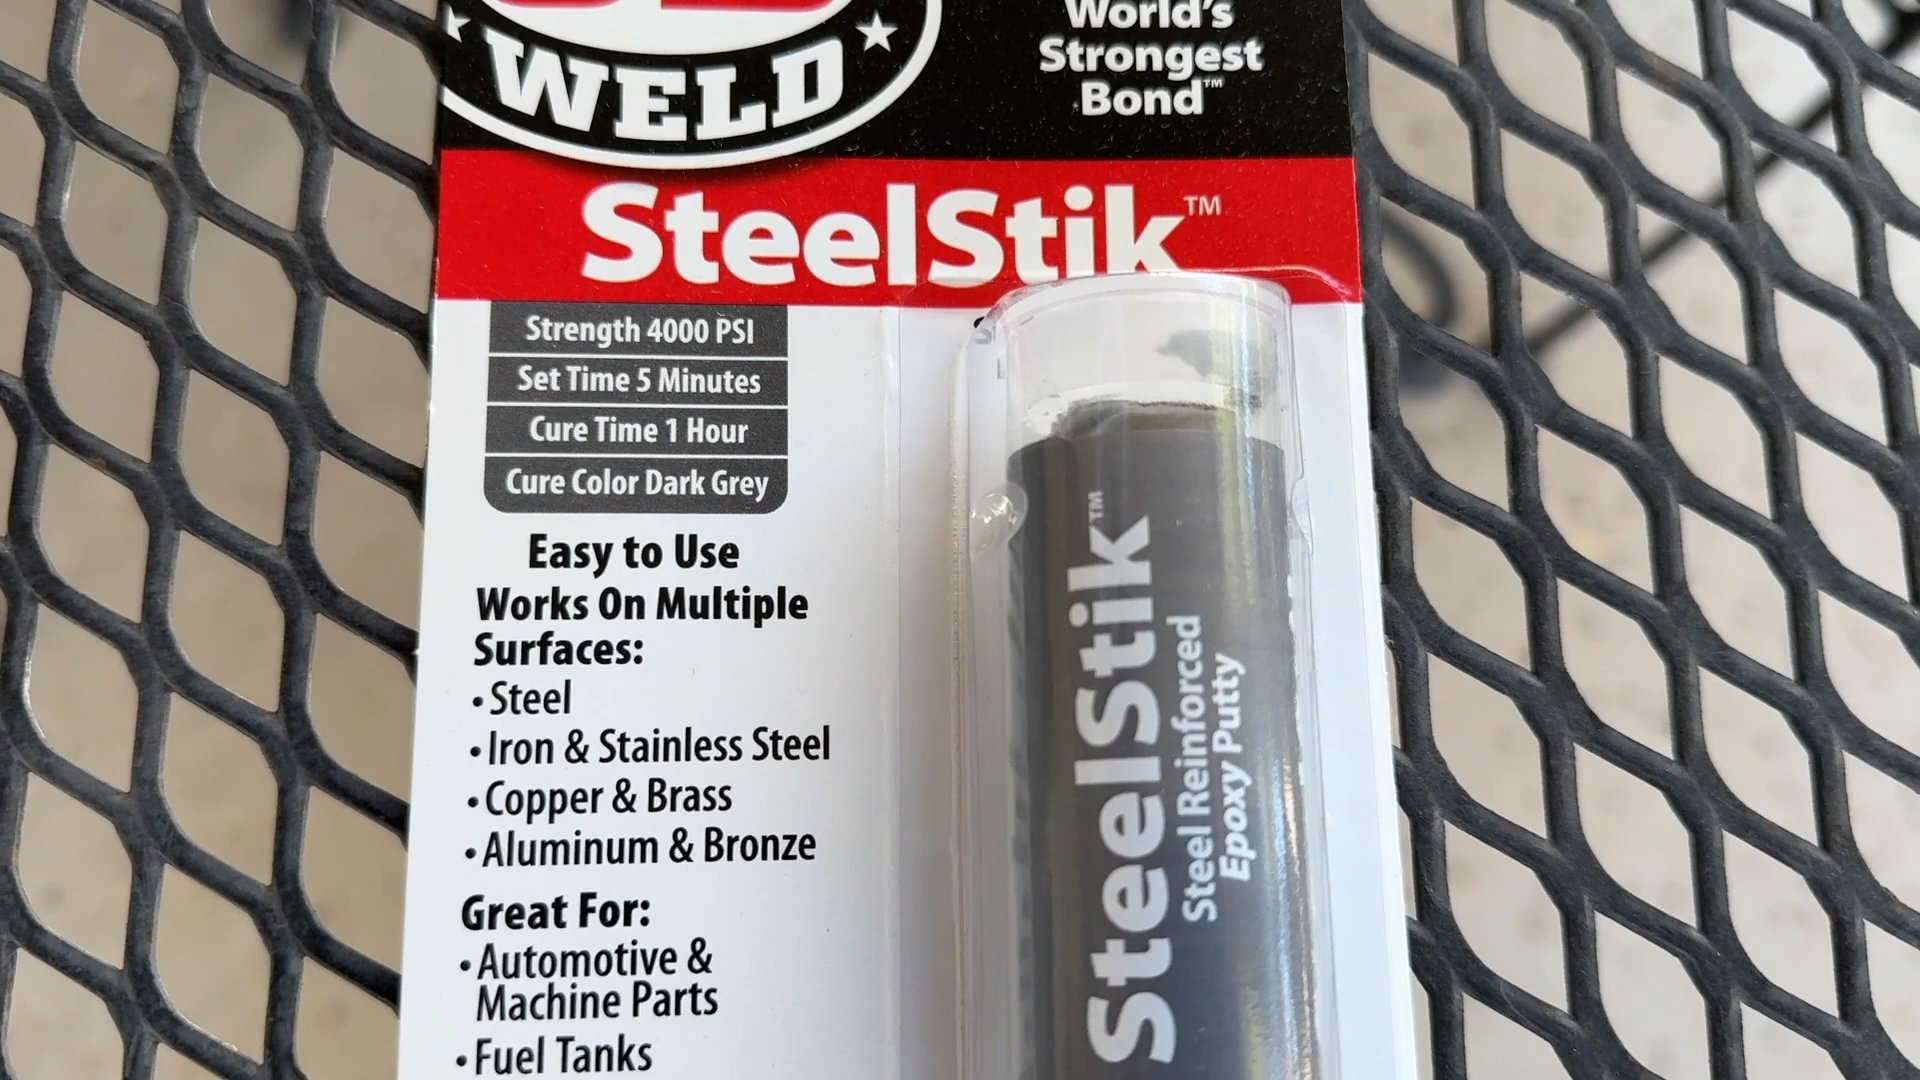 WELD
World's
Strongest
Bond™
SteelStik™
Strength 4000 PSI
Set Time 5 Minutes
Cure Time 1 Hour
Cure Color Dark Grey
Easy to Use
Works On Multiple
Surfaces:
• Steel
• Iron & Stainless Steel
• Copper & Brass
• Aluminum & Bronze
Great For:
• Automotive &
Machine Parts
• Fuel Tanks
SteelStik™
Steel Reinforced
Epoxy Putty